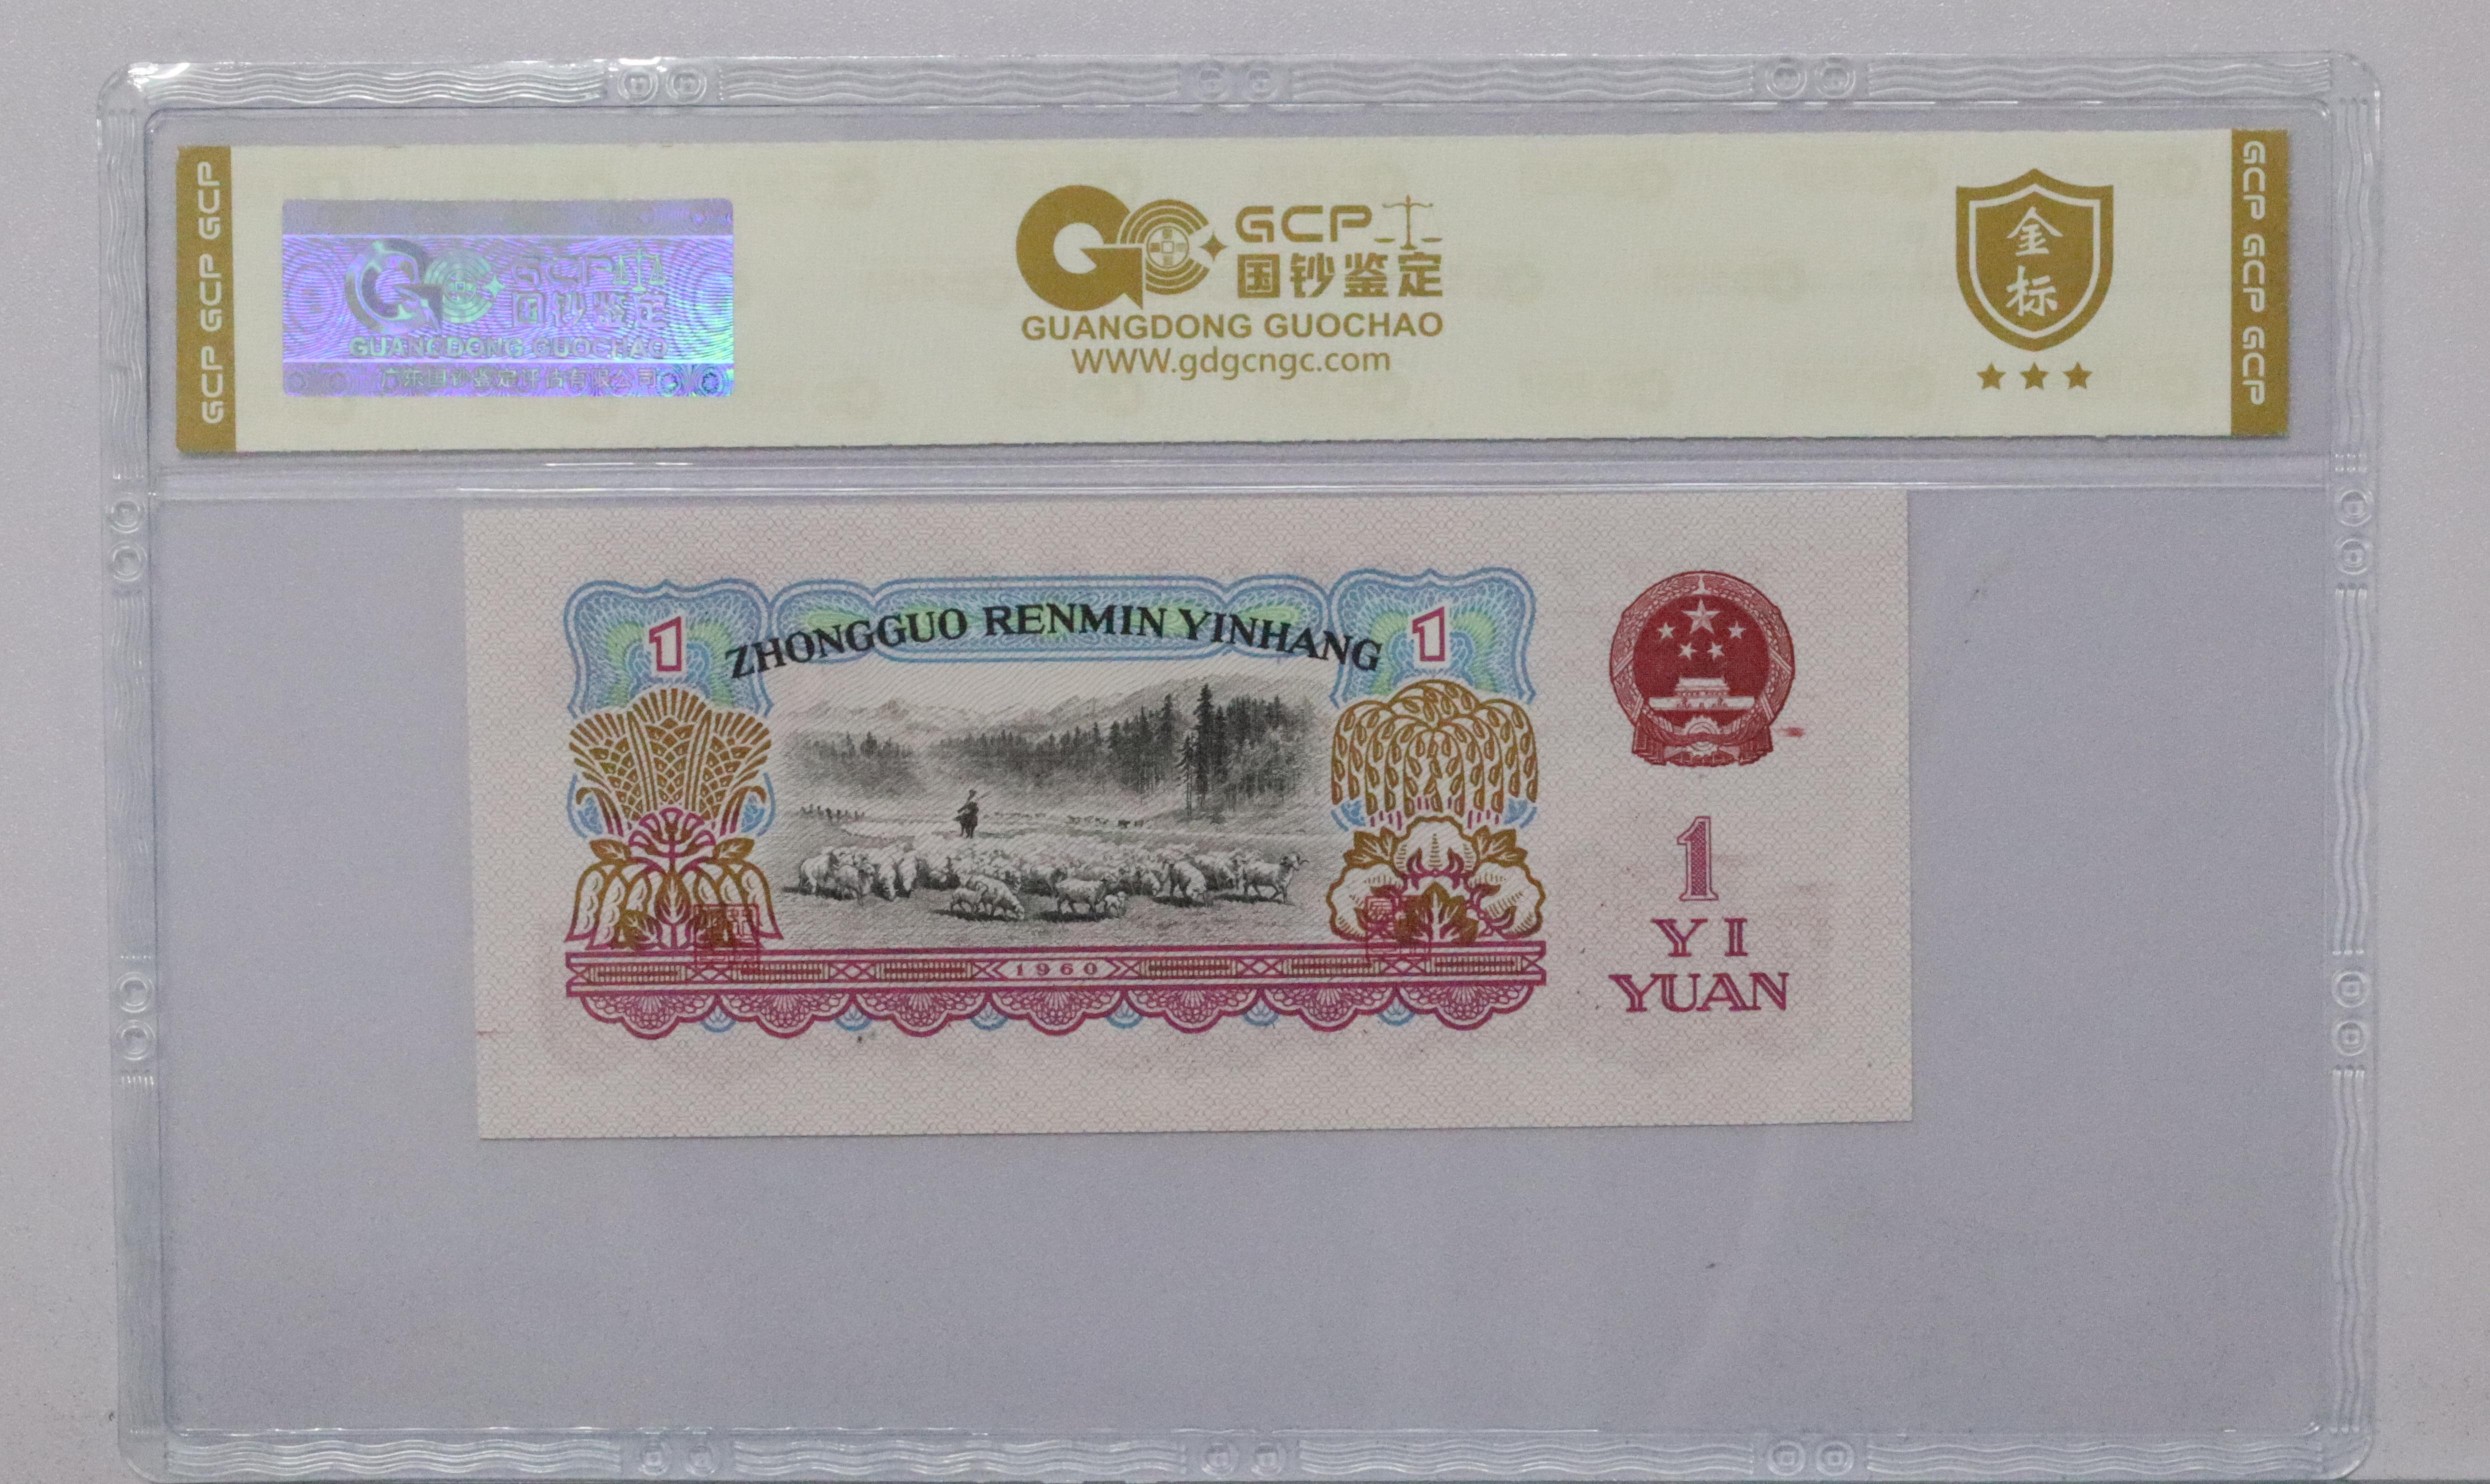 GCP GCP GCP
GCP
国钞鉴定
GUANGDONG GUOCHAO
广东国钞鉴定评估有限公司
GCP
国钞鉴定
GUANGDONG GUOCHAO
WWW.gdgcngc.com
金
标
GCP GCP GCP
1
ZHONGGUO RENMIN YINHANG
1
1960
1
YI
YUAN